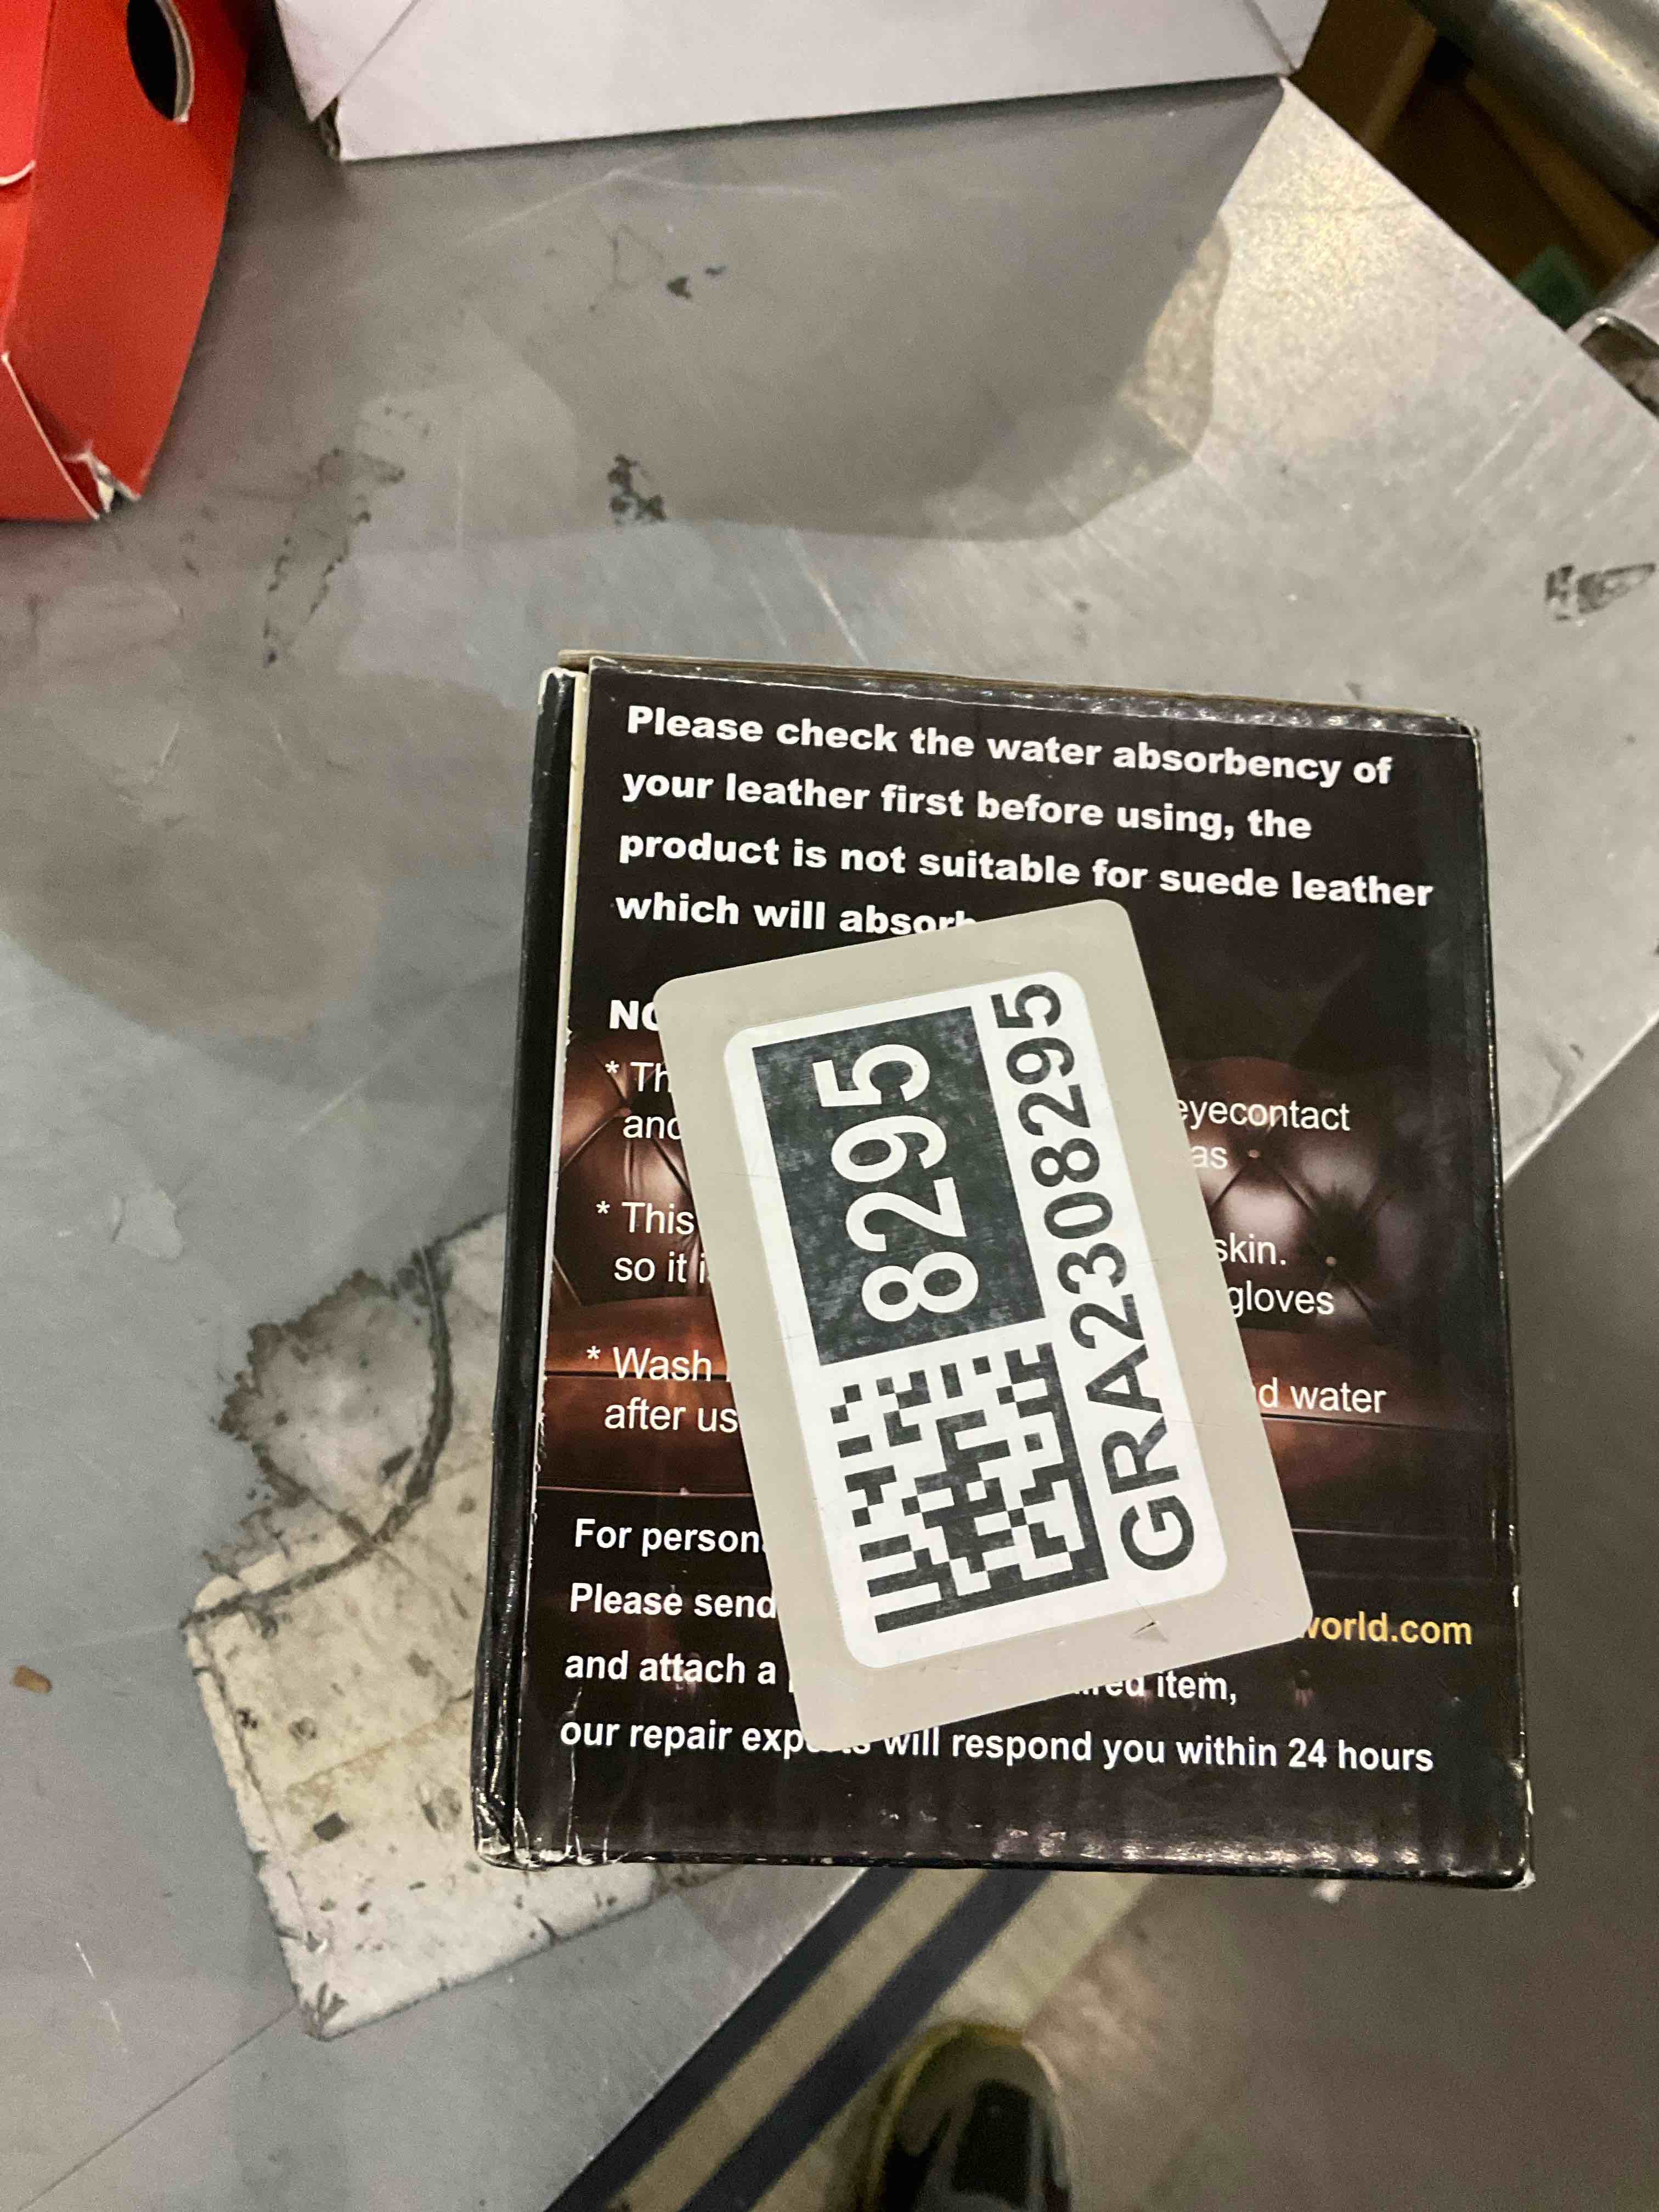 Please check the water absorbency of
your leather first before using, the
product is not suitable for suede leather
which will absorb
* Th
and
eyecontact
as
* This
so it i
skin.
gloves
* Wash
after us
d water
For person
Please send
world.com
and attach a
item,
our repair will respond you within 24 hours
8295
GRA2308295